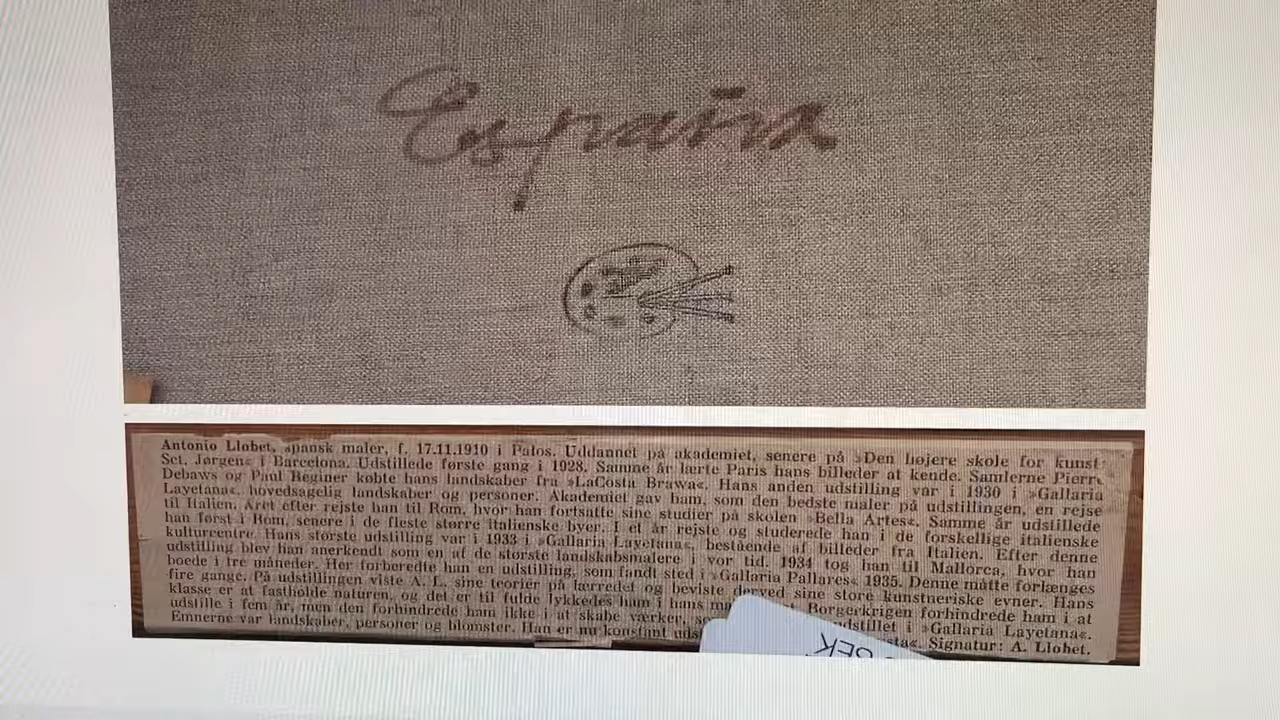 España
Antonio Llobet, spansk maler, f. 17.11.1910 i Palos. Uddannet på akademiet, senere på »Den højere skole for kunst
Sct. Jørgen« i Barcelona. Udstillede første gang i 1928. Samme år lærte Paris hans billeder at kende. Samlerne Pierre
Debaws og Paul Beginer købte hans landskaber fra »LaCosta Brawa«. Hans anden udstilling var i 1930 i »Gallaria
Layetana«, hovedsagelig landskaber og personer. Akademiet gav ham, som den bedste maler på udstillingen, en rejse
til Italien. Året efter rejste han til Rom, hvor han fortsatte sine studier på skolen »Bella Artes«. Samme år udstillede
han først i Rom, senere i de fleste større italienske byer. I et år rejste og studerede han i de forskellige italienske
kulturcentre. Hans største udstilling var i 1933 i »Gallaria Layetana«, bestående af billeder fra Italien. Efter denne
udstilling blev han anerkendt som en af de største landskabsmalere i vor tid. 1934 tog han til Mallorca, hvor han
boede i tre måneder. Her forberedte han en udstilling, som fandt sted i »Gallaria Pallares« 1935. Denne måtte forlænges
fire gange. På udstillingen viste A. L. sine teorier på lærredet og beviste derved sine store kunstneriske evner. Hans
klasse er at fastholde naturen, og det er til fulde lykkedes ham i hans Borgerkrigen forhindrede ham i at
udstille i fem år, men den forhindrede ham ikke i at skabe værker, udstillet i »Gallaria Layetana«.
Emnerne var landskaber, personer og blomster. Han er nu konstant Signatur: A. Llobet.